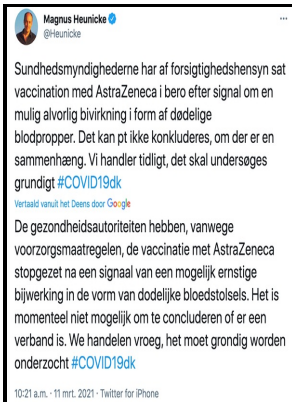 Magnus Heunicke
@Heunicke
Sundhedsmyndighederne har af forsigtighedshensyn sat
vaccination med AstraZeneca i bero efter signal om en
mulig alvorlig bivirkning i form af dødelige
blodpropper. Det kan pt ikke konkluderes, om der er en
sammenhæng. Vi handler tidligt, det skal undersøges
grundigt #COVID19dk
Vertaald vanuit het Deens door Google
De gezondheidsautoriteiten hebben, vanwege
voorzorgsmaatregelen, de vaccinatie met AstraZeneca
stopgezet na een signaal van een mogelijk ernstige
bijwerking in de vorm van dodelijke bloedstolsels. Het is
momenteel niet mogelijk om te concluderen of er een
verband is. We handelen vroeg, het moet grondig worden
onderzocht #COVID19dk
10:21 a.m. · 11 mrt. 2021 · Twitter for iPhone